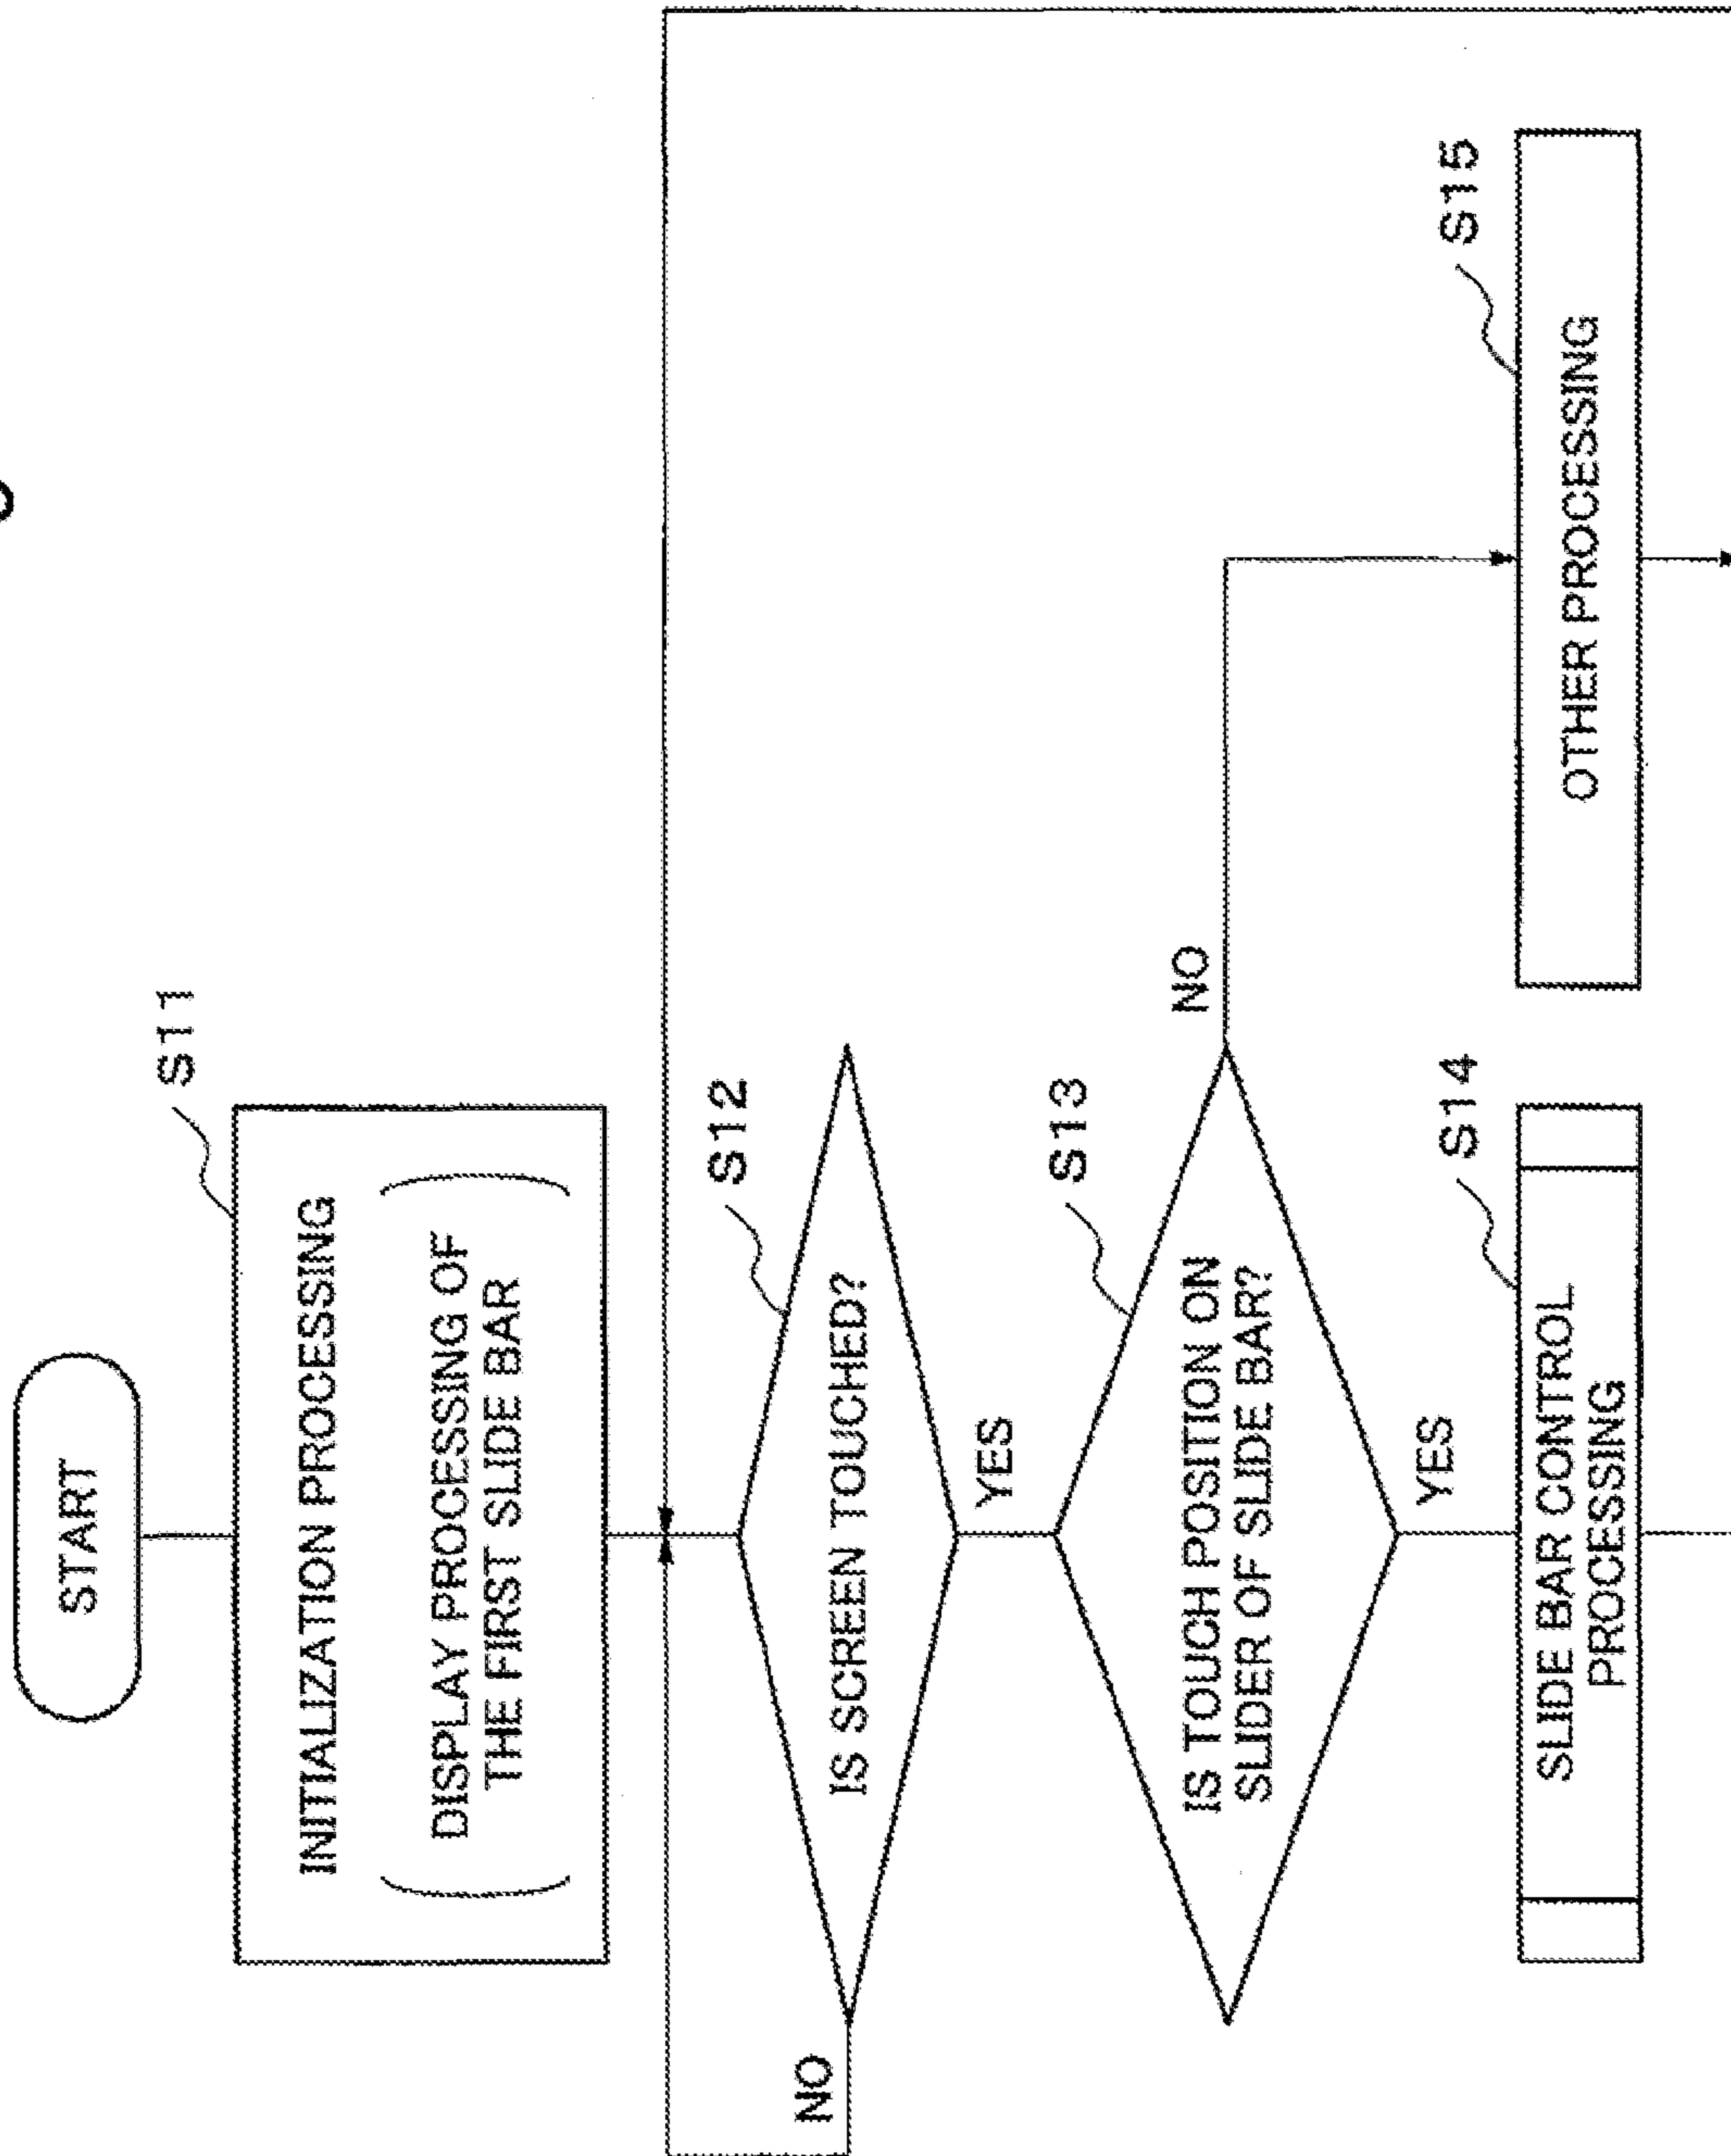 START
S11
INITIALIZATION PROCESSING
DISPLAY PROCESSING OF
THE FIRST SLIDE BAR
S12
IS SCREEN TOUCHED?
NO
YES
S13
IS TOUCH POSITION ON
SLIDER OF SLIDE BAR?
NO
YES
S14
SLIDE BAR CONTROL
PROCESSING
S15
OTHER PROCESSING